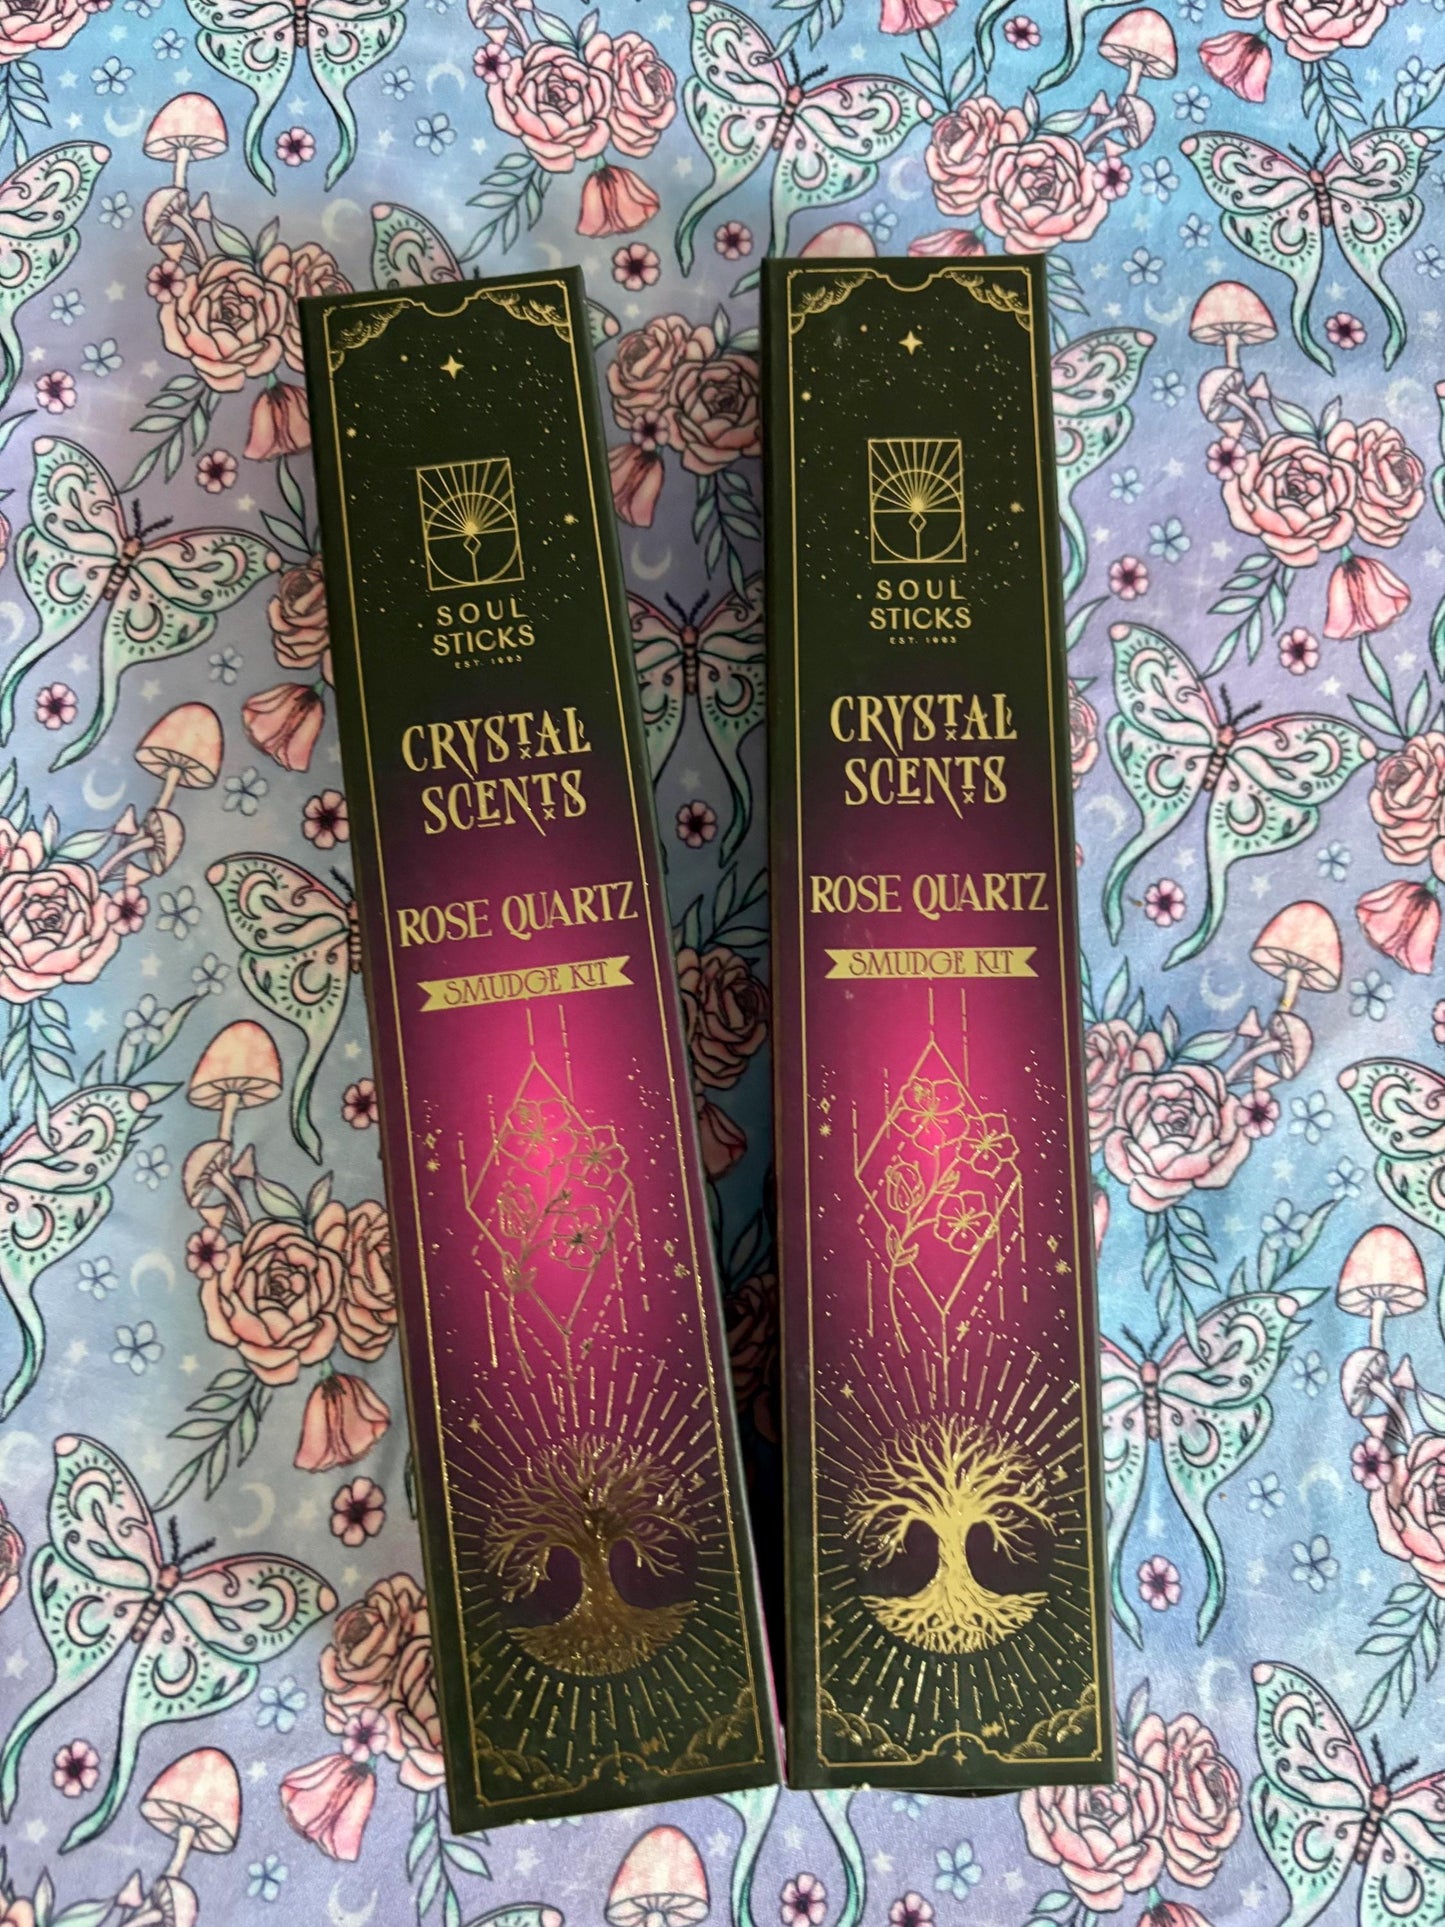 SOUL
STICKS
EST. 1993
CRYSTAL
SCENTS
ROSE QUARTZ
SMUDGE KIT
SOUL
STICKS
EST. 1993
CRYSTAL
SCENTS
ROSE QUARTZ
SMUDGE KIT